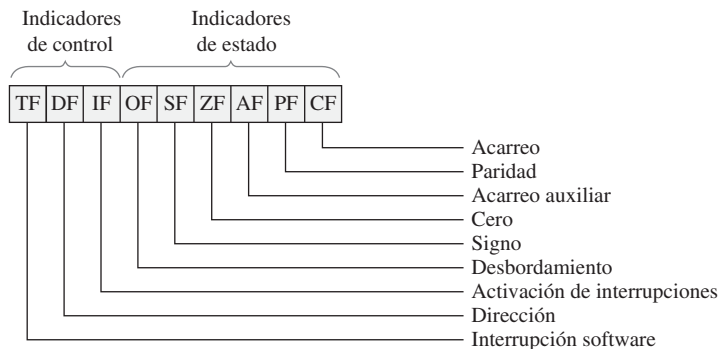 Indicadores
de control
Indicadores
de estado
TF DF IF OF SF ZF AF PF CF
Acarreo
Paridad
Acarreo auxiliar
Cero
Signo
Desbordamiento
Activación de interrupciones
Dirección
Interrupción software